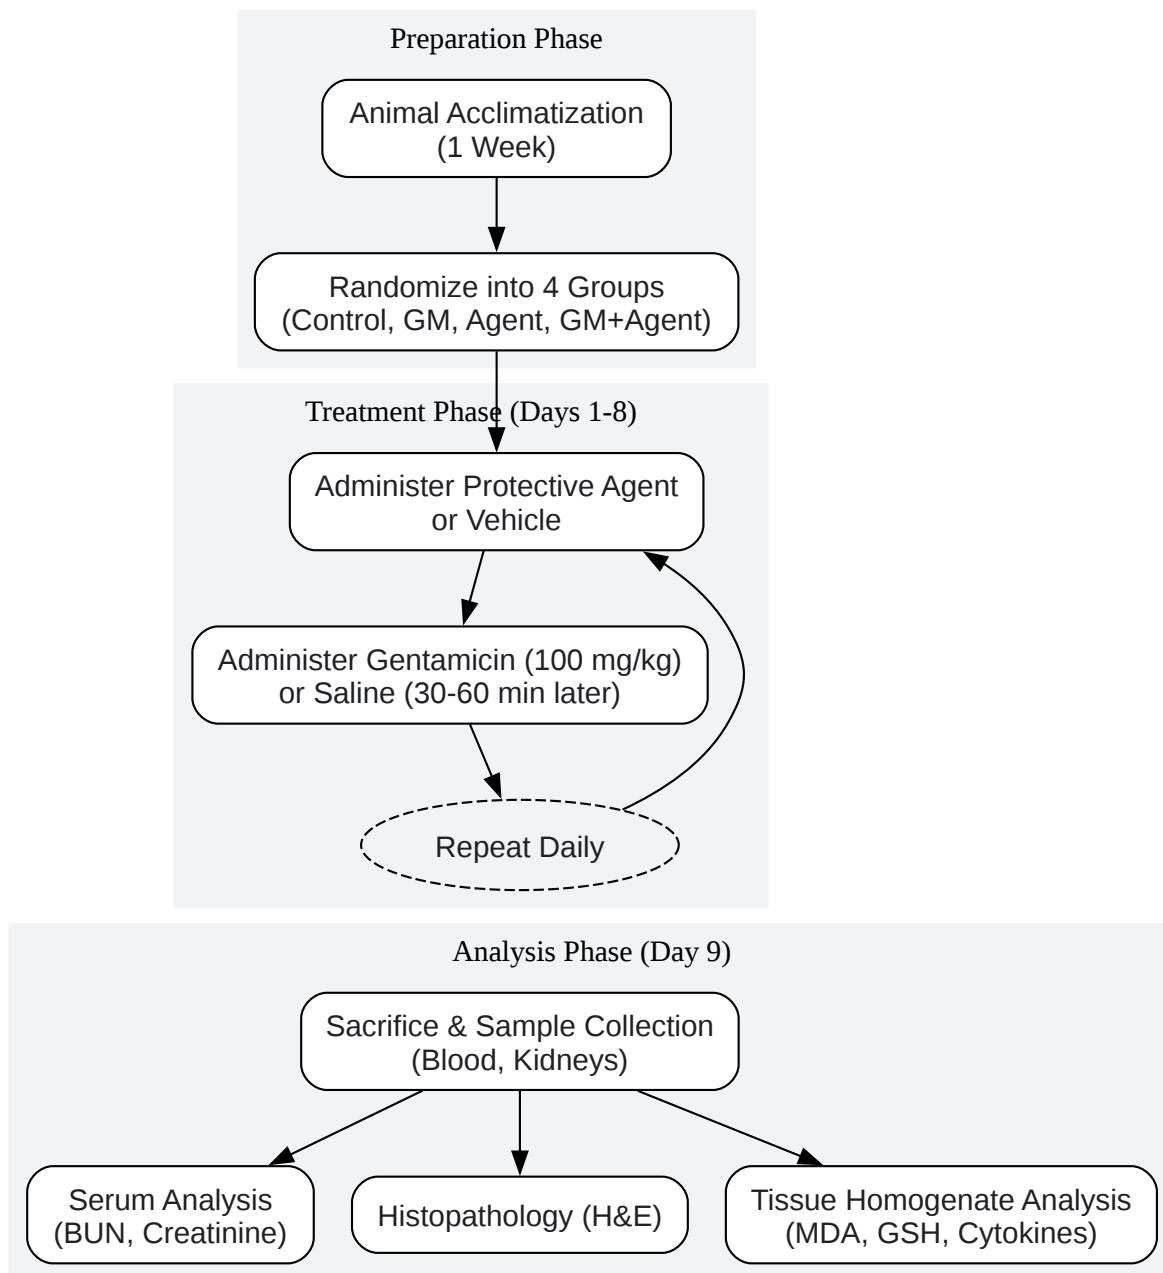 Preparation Phase
Animal Acclimatization
(1 Week)
Randomize into 4 Groups
(Control, GM, Agent, GM+Agent)
Treatment Phase (Days 1-8)
Administer Protective Agent
or Vehicle
Administer Gentamicin (100 mg/kg)
or Saline (30-60 min later)
Repeat Daily
Analysis Phase (Day 9)
Sacrifice & Sample Collection
(Blood, Kidneys)
Serum Analysis
(BUN, Creatinine)
Histopathology (H&E)
Tissue Homogenate Analysis
(MDA, GSH, Cytokines)